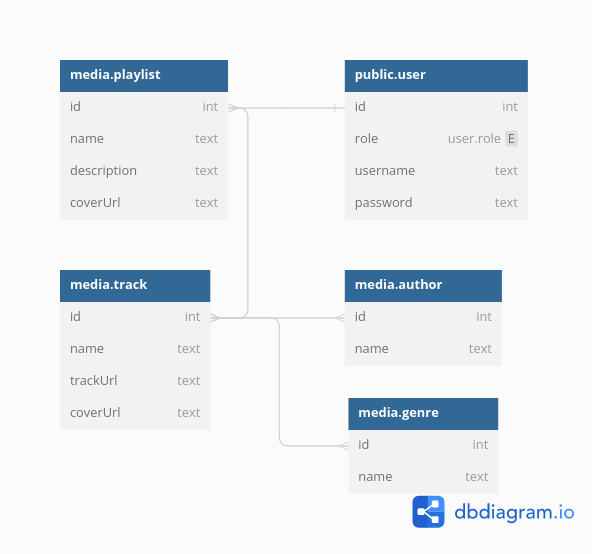 media.playlist
id int
name text
description text
coverUrl text
public.user
id int
role user.role E
username text
password text
media.track
id int
name text
trackUrl text
coverUrl text
media.author
id int
name text
media.genre
id int
name text
dbdiagram.io